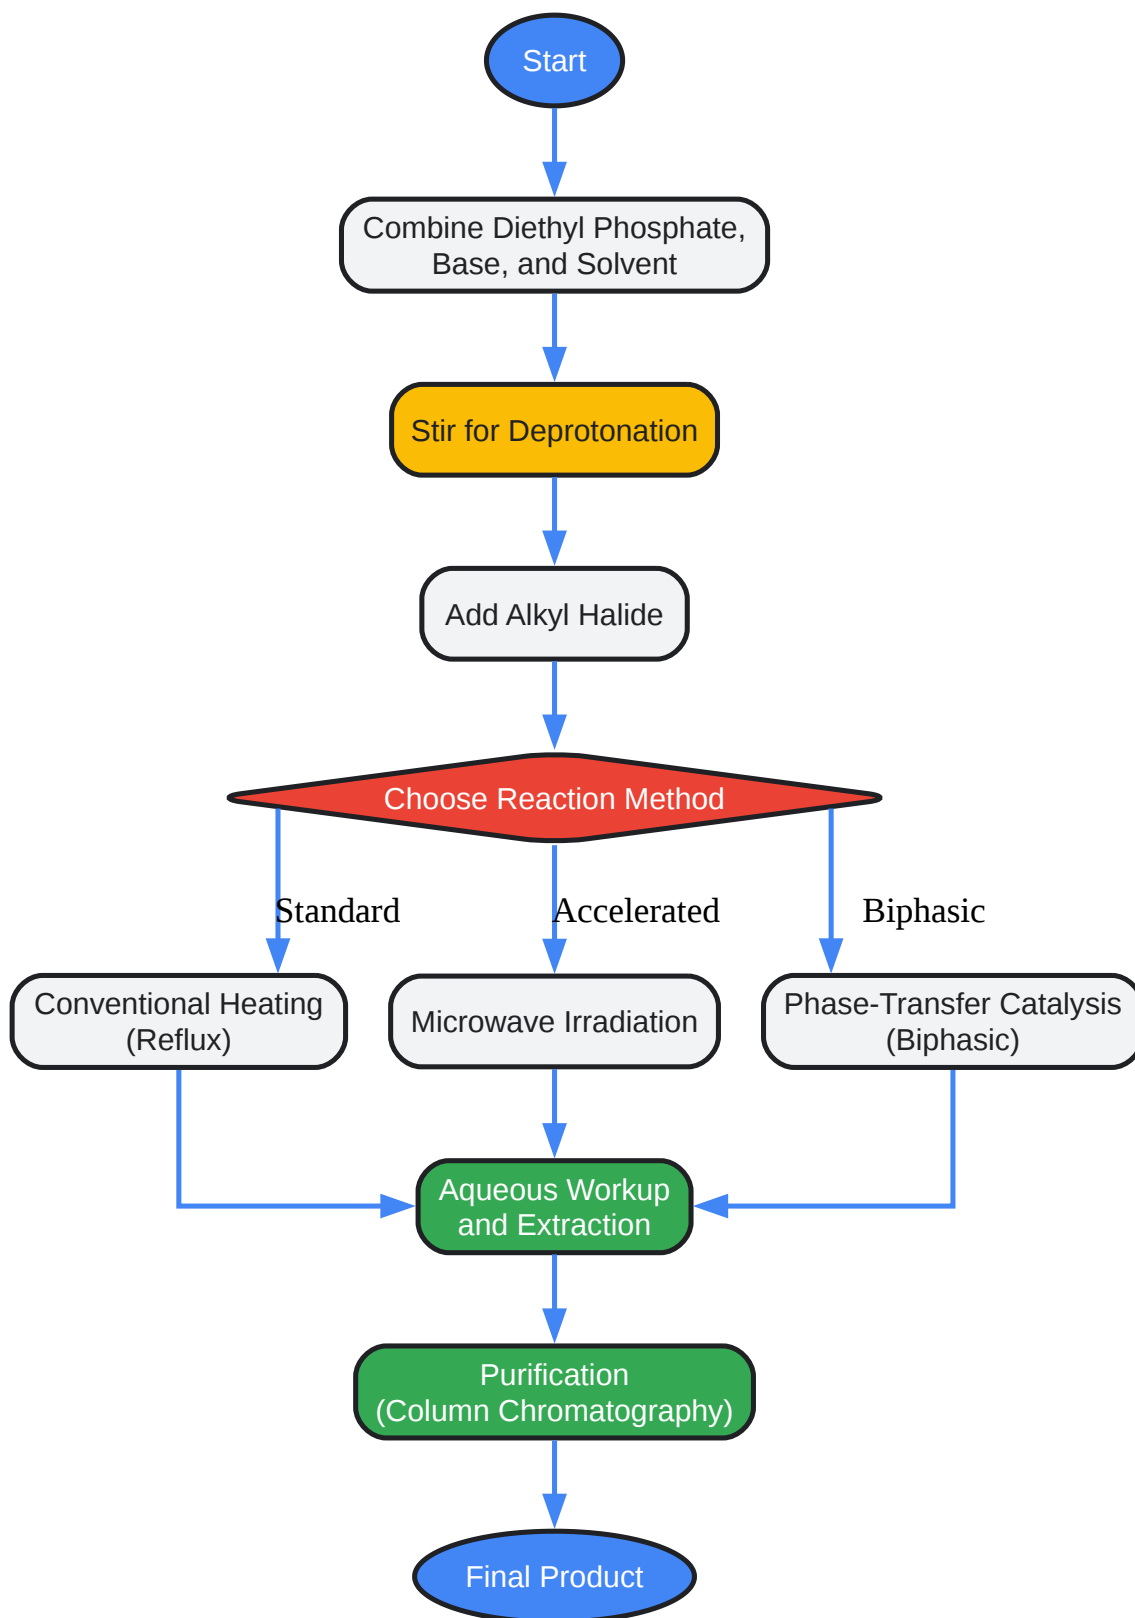 Start
Combine Diethyl Phosphate,
Base, and Solvent
Stir for Deprotonation
Add Alkyl Halide
Choose Reaction Method
Standard
Accelerated
Biphasic
Conventional Heating
(Reflux)
Microwave Irradiation
Phase-Transfer Catalysis
(Biphasic)
Aqueous Workup
and Extraction
Purification
(Column Chromatography)
Final Product